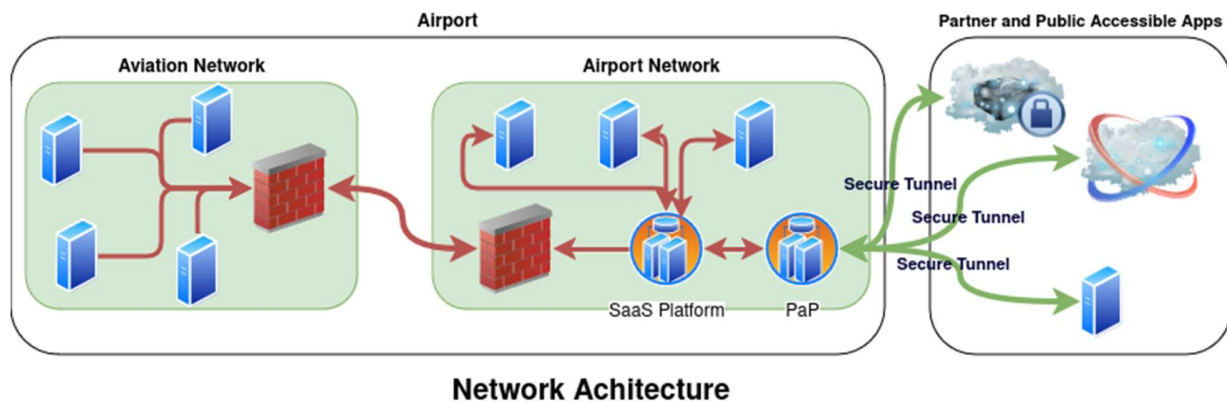 Airport
Partner and Public Accessible Apps
Aviation Network
Airport Network
Secure Tunnel
Secure Tunnel
Secure Tunnel
SaaS Platform
PaP
Network Achitecture